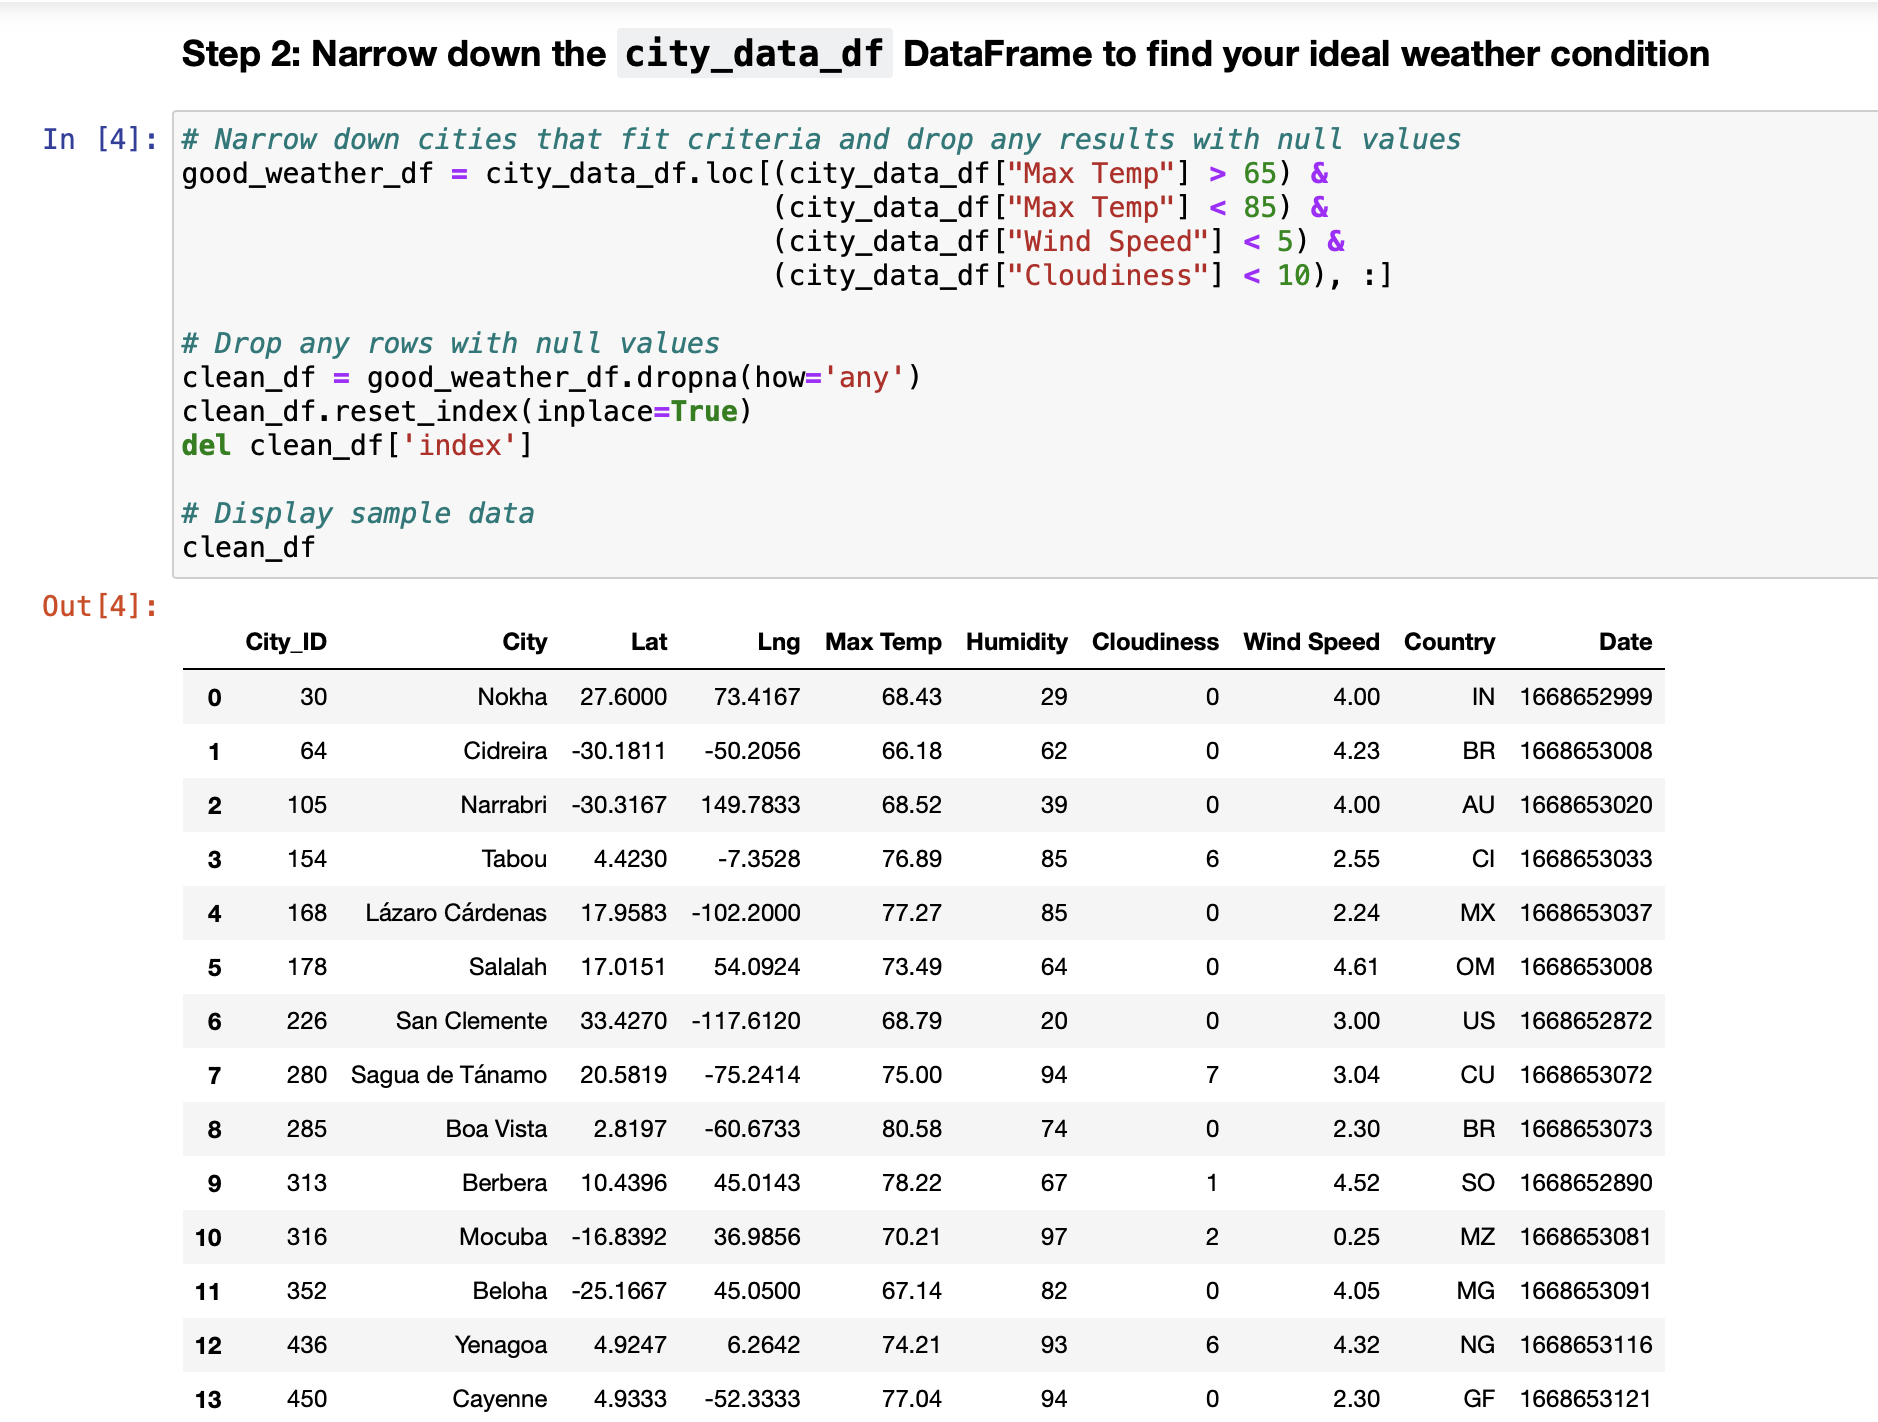 Step 2: Narrow down the city_data_df DataFrame to find your ideal weather condition
In [4]:
# Narrow down cities that fit criteria and drop any results with null values
good_weather_df = city_data_df.loc[(city_data_df["Max Temp"] > 65) &
(city_data_df["Max Temp"] < 85) &
(city_data_df["Wind Speed"] < 5) &
(city_data_df["Cloudiness"] < 10), :]
# Drop any rows with null values
clean_df = good_weather_df.dropna(how='any')
clean_df.reset_index(inplace=True)
del clean_df['index']
# Display sample data
clean_df
Out[4]:
City_ID City Lat Lng Max Temp Humidity Cloudiness Wind Speed Country Date
0 30 Nokha 27.6000 73.4167 68.43 29 0 4.00 IN 1668652999
1 64 Cidreira -30.1811 -50.2056 66.18 62 0 4.23 BR 1668653008
2 105 Narrabri -30.3167 149.7833 68.52 39 0 4.00 AU 1668653020
3 154 Tabou 4.4230 -7.3528 76.89 85 6 2.55 CI 1668653033
4 168 Lázaro Cárdenas 17.9583 -102.2000 77.27 85 0 2.24 MX 1668653037
5 178 Salalah 17.0151 54.0924 73.49 64 0 4.61 OM 1668653008
6 226 San Clemente 33.4270 -117.6120 68.79 20 0 3.00 US 1668652872
7 280 Sagua de Tánamo 20.5819 -75.2414 75.00 94 7 3.04 CU 1668653072
8 285 Boa Vista 2.8197 -60.6733 80.58 74 0 2.30 BR 1668653073
9 313 Berbera 10.4396 45.0143 78.22 67 1 4.52 SO 1668652890
10 316 Mocuba -16.8392 36.9856 70.21 97 2 0.25 MZ 1668653081
11 352 Beloha -25.1667 45.0500 67.14 82 0 4.05 MG 1668653091
12 436 Yenagoa 4.9247 6.2642 74.21 93 6 4.32 NG 1668653116
13 450 Cayenne 4.9333 -52.3333 77.04 94 0 2.30 GF 1668653121